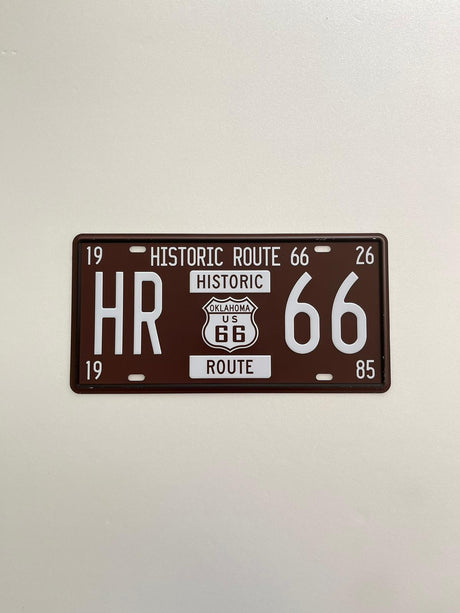 19 HISTORIC ROUTE 66 26
HISTORIC
HR 66
OKLAHOMA
US
66
ROUTE
19 85